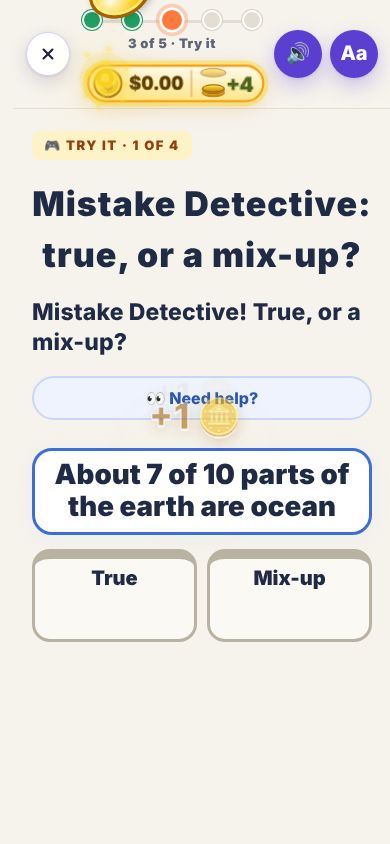 3 of 5 · Try it
×
$0.00
+4
Aa
🎮 TRY IT · 1 OF 4
Mistake Detective:
true, or a mix-up?
Mistake Detective! True, or a
mix-up?
👀 Need help?
+1
About 7 of 10 parts of
the earth are ocean
True
Mix-up